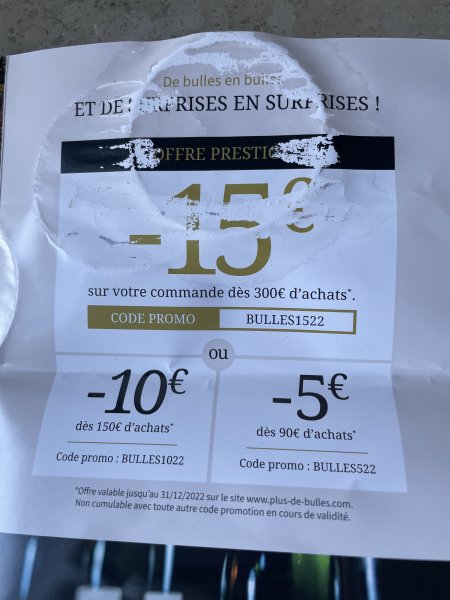 De bulles en bulles
ET DE SURPRISES EN SURPRISES !
OFFRE PRESTIGE
-15€
sur votre commande dès 300€ d'achats*.
CODE PROMO BULLES1522
ou
-10€
dès 150€ d'achats*
Code promo : BULLES1022
-5€
dès 90€ d'achats*
Code promo : BULLES522
*Offre valable jusqu'au 31/12/2022 sur le site www.plus-de-bulles.com.
Non cumulable avec toute autre code promotion en cours de validité.